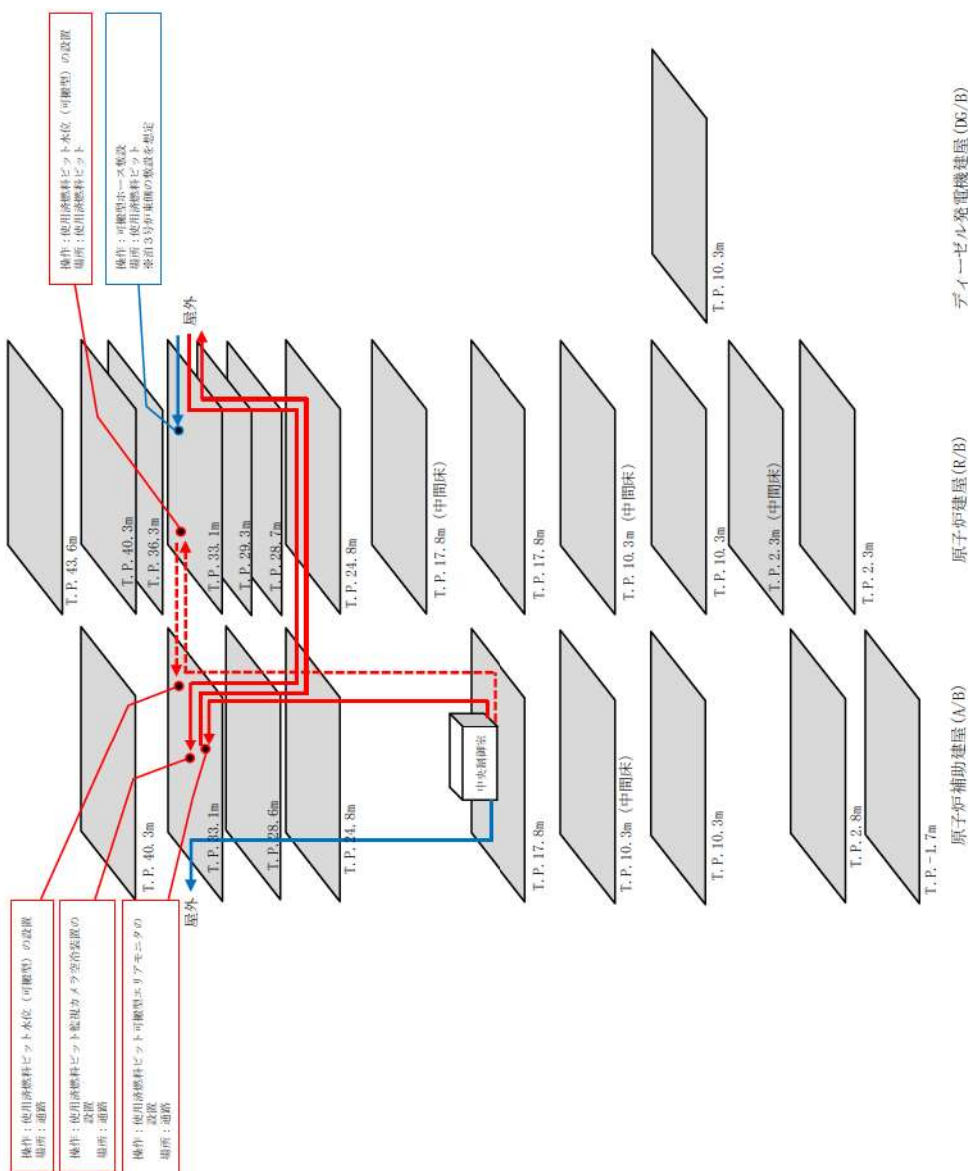 操作：使用済燃料ピット水位（可搬型）の設置
場所：使用済燃料ピット
操作：可搬型ホース敷設
場所：使用済燃料ピット
※泊３号炉東側の敷設を想定
屋外
T.P.43.6m
T.P.40.3m
T.P.36.3m
T.P.33.1m
T.P.29.3m
T.P.28.7m
T.P.24.8m
T.P.17.8m（中間床）
T.P.17.8m
T.P.10.3m（中間床）
T.P.10.3m
T.P.2.3m（中間床）
T.P.2.3m
原子炉建屋(R/B)
T.P.10.3m
ディーゼル発電機建屋(DG/B)
操作：使用済燃料ピット水位（可搬型）の設置
場所：通路
操作：使用済燃料ピット監視カメラ空冷装置の
設置
場所：通路
操作：使用済燃料ピット可搬型エリアモニタの
設置
場所：通路
屋外
中央制御室
T.P.40.3m
T.P.33.1m
T.P.28.6m
T.P.24.8m
T.P.17.8m
T.P.10.3m（中間床）
T.P.10.3m
T.P.2.8m
T.P.-1.7m
原子炉補助建屋(A/B)